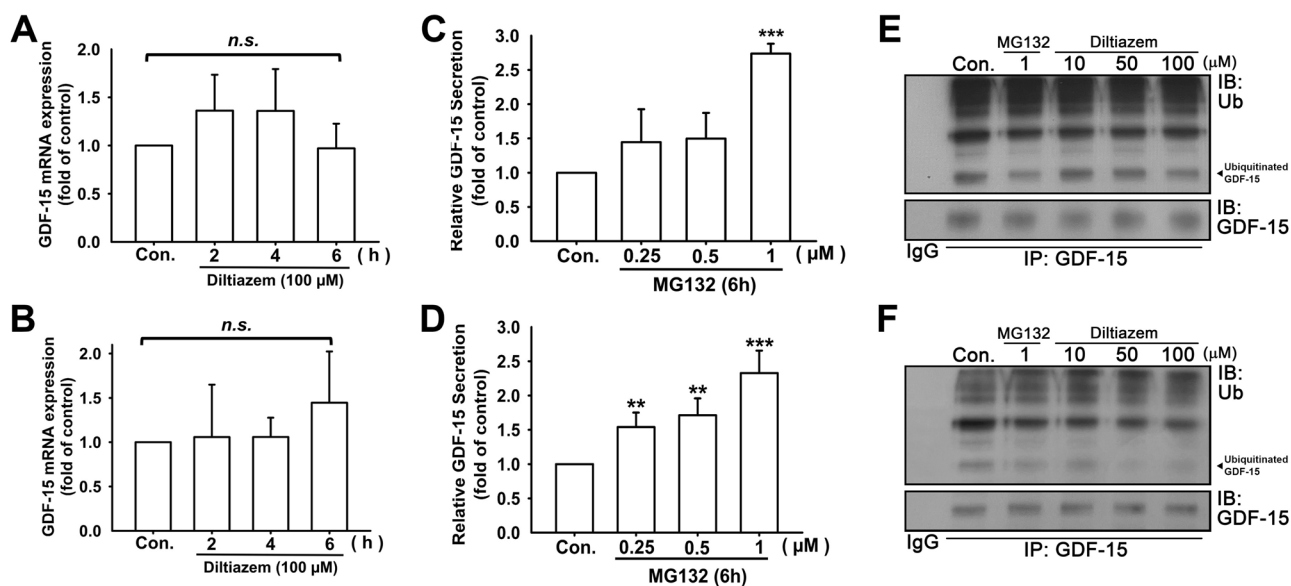 A
GDF-15 mRNA expression
(fold of control)
2.0
1.5
1.0
0.5
0.0
n.s.
Con.
2
4
6
( h )
Diltiazem (100 µM)
B
GDF-15 mRNA expression
(fold of control)
2.0
1.5
1.0
0.5
0.0
n.s.
Con.
2
4
6
( h )
Diltiazem (100 µM)
C
Relative GDF-15 Secretion
(fold of control)
3.0
2.5
2.0
1.5
1.0
0.5
0.0
***
Con.
0.25
0.5
1
( µM )
MG132 (6h)
D
Relative GDF-15 Secretion
(fold of control)
3.0
2.5
2.0
1.5
1.0
0.5
0.0
**
**
***
Con.
0.25
0.5
1
( µM )
MG132 (6h)
E
MG132
Diltiazem
Con.
1
10
50
100
(µM)
IB:
Ub
Ubiquitinated
GDF-15
IB:
GDF-15
IgG
IP: GDF-15
F
MG132
Diltiazem
Con.
1
10
50
100
(µM)
IB:
Ub
Ubiquitinated
GDF-15
IB:
GDF-15
IgG
IP: GDF-15